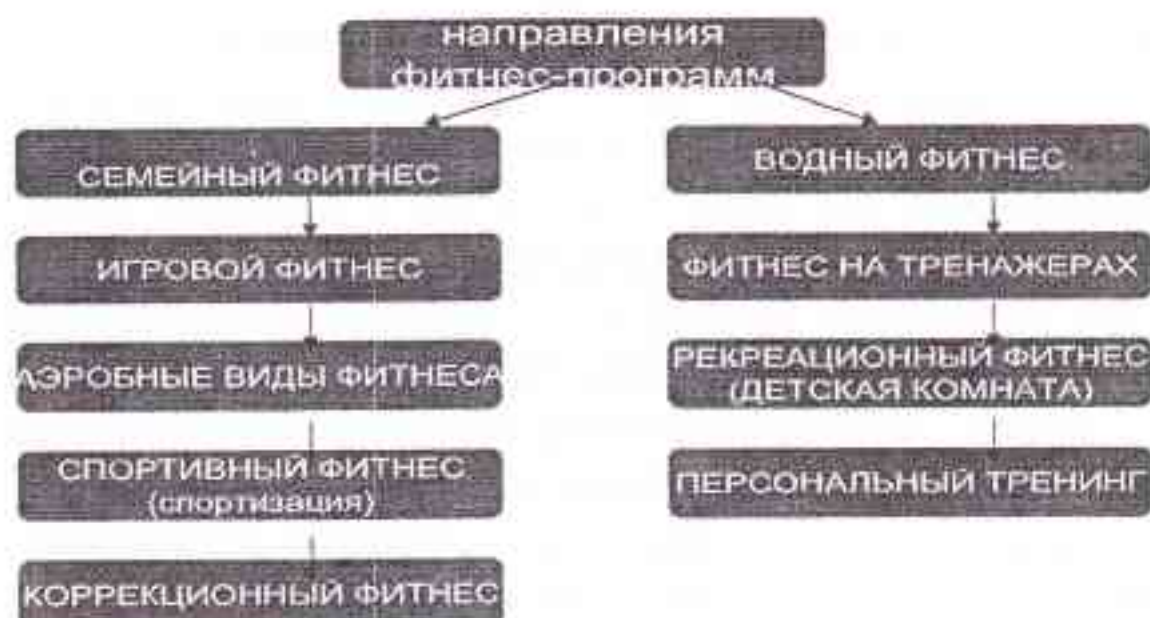 направления
фитнес-программ
СЕМЕЙНЫЙ ФИТНЕС
ИГРОВОЙ ФИТНЕС
АЭРОБНЫЕ ВИДЫ ФИТНЕСА
СПОРТИВНЫЙ ФИТНЕС
(спортизация)
КОРРЕКЦИОННЫЙ ФИТНЕС
ВОДНЫЙ ФИТНЕС
ФИТНЕС НА ТРЕНАЖЕРАХ
РЕКРЕАЦИОННЫЙ ФИТНЕС
(ДЕТСКАЯ КОМНАТА)
ПЕРСОНАЛЬНЫЙ ТРЕНИНГ